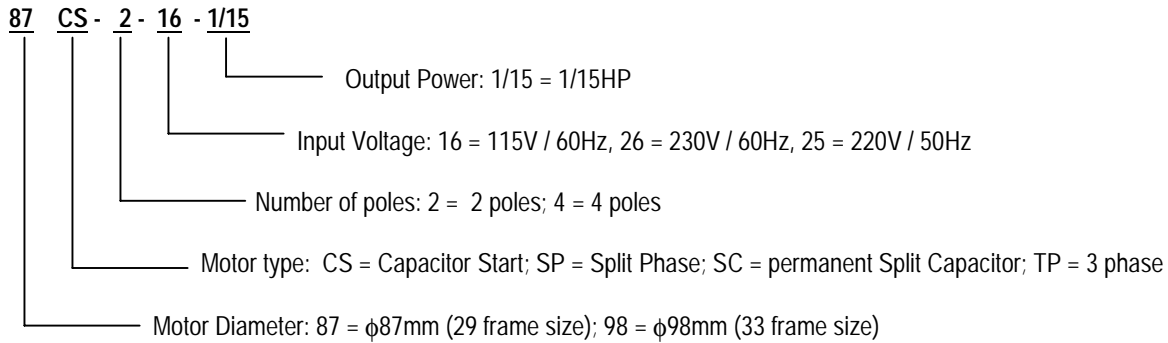 87 CS - 2 - 16 - 1/15
Output Power: 1/15 = 1/15HP
Input Voltage: 16 = 115V / 60Hz, 26 = 230V / 60Hz, 25 = 220V / 50Hz
Number of poles: 2 = 2 poles; 4 = 4 poles
Motor type: CS = Capacitor Start; SP = Split Phase; SC = permanent Split Capacitor; TP = 3 phase
Motor Diameter: 87 = ϕ87mm (29 frame size); 98 = ϕ98mm (33 frame size)